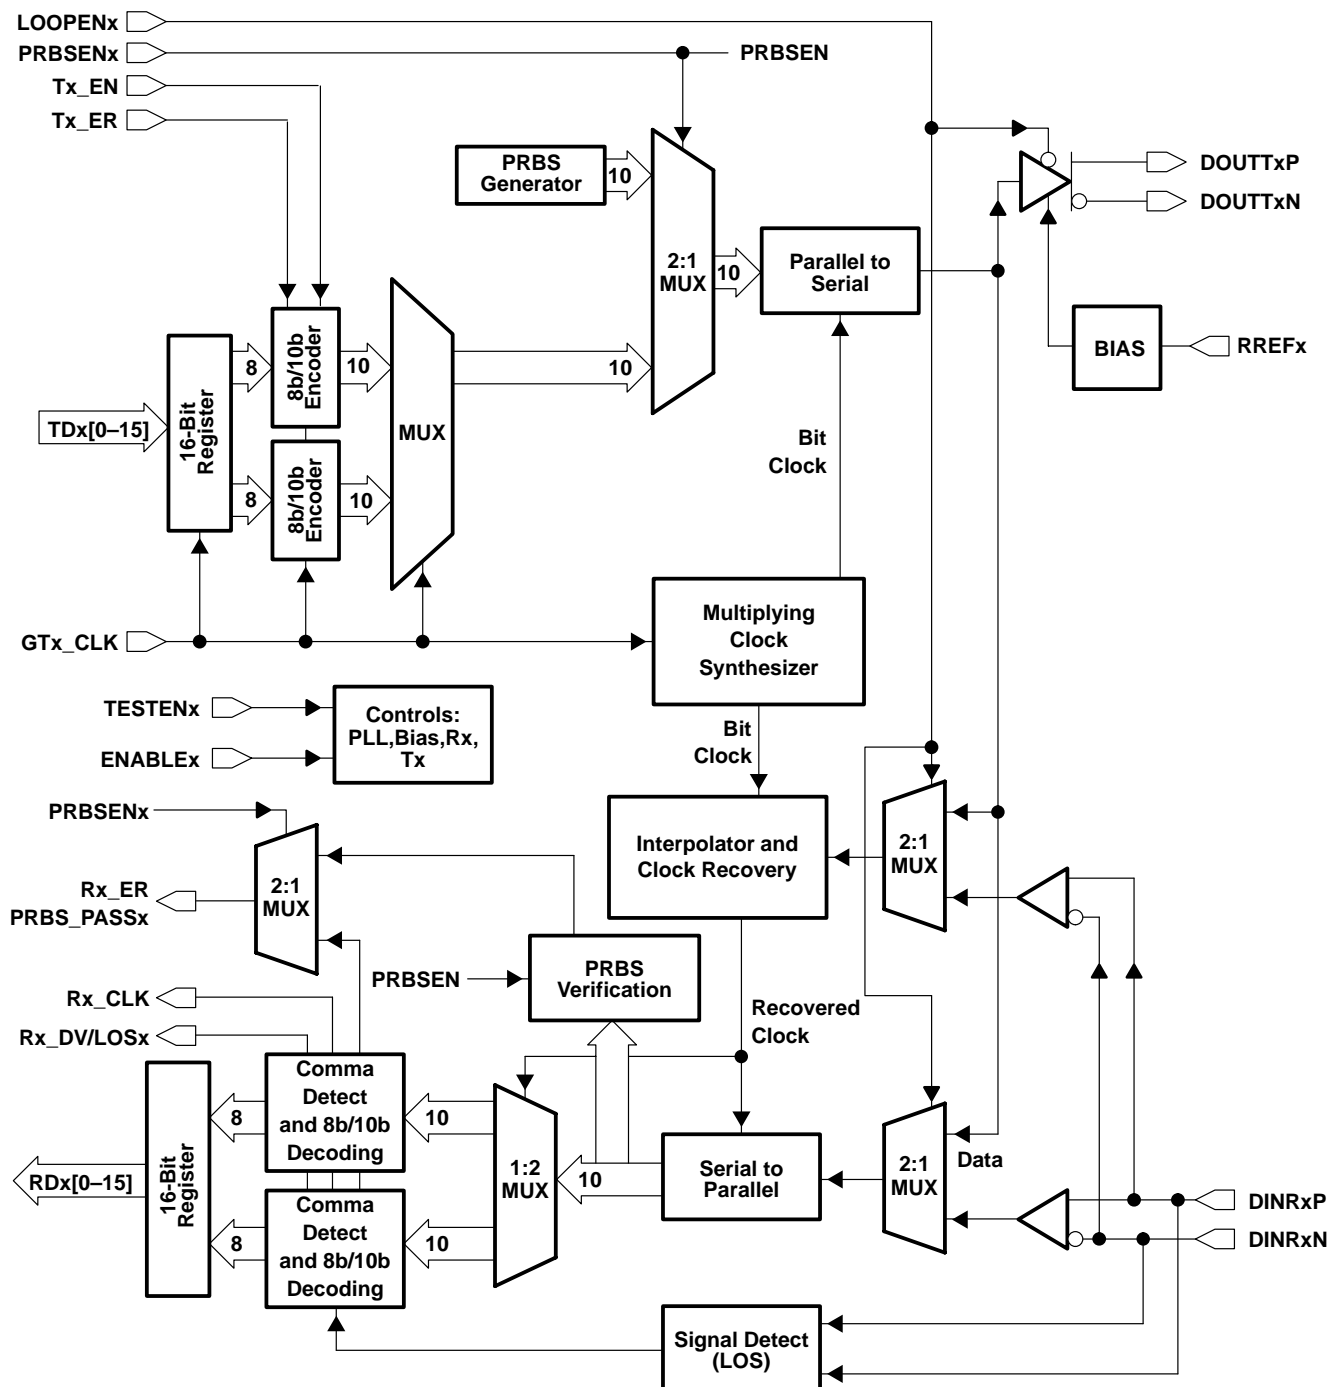 LOOPENx
PRBSENx
PRBSEN
Tx_EN
Tx_ER
PRBS
Generator
10
DOUTTxP
DOUTTxN
2:1
MUX
10
Parallel to
Serial
BIAS
RREFx
TDx[0–15]
16-Bit
Register
8
8b/10b
Encoder
10
8
8b/10b
Encoder
10
MUX
10
Bit
Clock
GTx_CLK
Multiplying
Clock
Synthesizer
TESTENx
ENABLEx
Controls:
PLL,Bias,Rx,
Tx
Bit
Clock
PRBSENx
Rx_ER
PRBS_PASSx
2:1
MUX
Interpolator and
Clock Recovery
2:1
MUX
PRBSEN
PRBS
Verification
Recovered
Clock
Rx_CLK
Rx_DV/LOSx
RDx[0–15]
16-Bit
Register
8
Comma
Detect
and 8b/10b
Decoding
10
8
Comma
Detect
and 8b/10b
Decoding
10
1:2
MUX
10
Serial to
Parallel
2:1
MUX
Data
DINRxP
DINRxN
Signal Detect
(LOS)